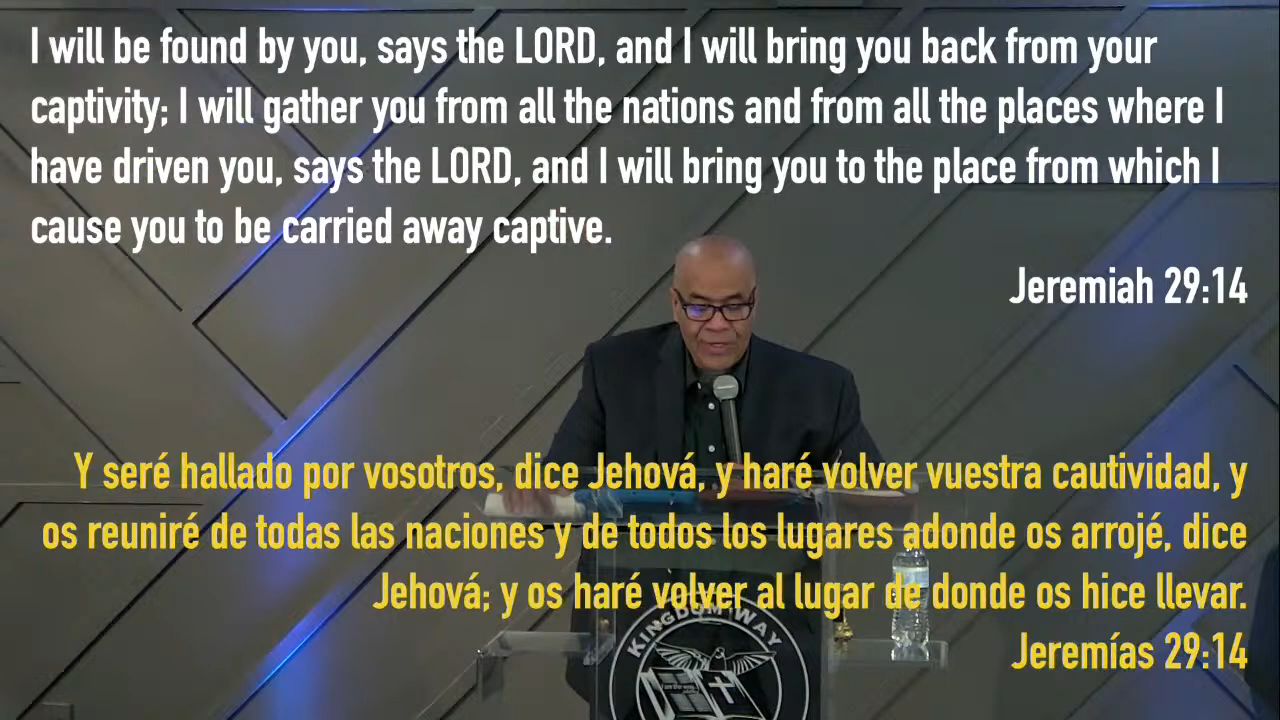 I will be found by you, says the LORD, and I will bring you back from your
captivity; I will gather you from all the nations and from all the places where I
have driven you, says the LORD, and I will bring you to the place from which I
cause you to be carried away captive.
Jeremiah 29:14
Y seré hallado por vosotros, dice Jehová, y haré volver vuestra cautividad, y
os reuniré de todas las naciones y de todos los lugares adonde os arrojé, dice
Jehová; y os haré volver al lugar de donde os hice llevar.
Jeremías 29:14
KINGDOM WAY